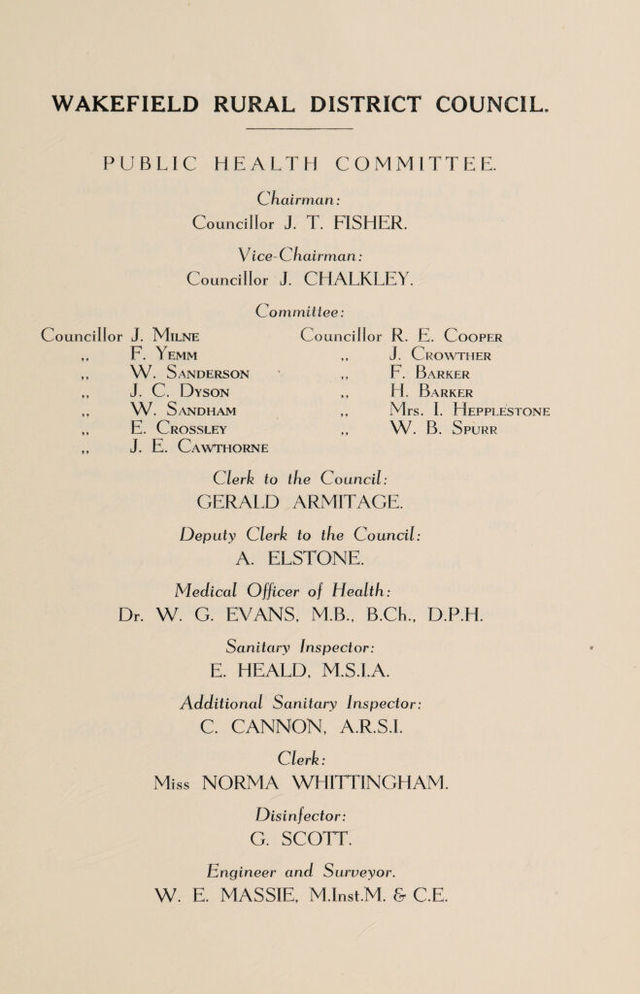 WAKEFIELD RURAL DISTRICT COUNCIL.
PUBLIC HEALTH COMMITTEE.
Chairman:
Councillor J. T. FISHER.
Vice-Chairman:
Councillor J. CHALKLEY.
Committee:
Councillor J. MILNE Councillor R. E. COOPER
,, F. YEMM ,, J. CROWTHER
,, W. SANDERSON ,, F. BARKER
,, J. C. DYSON ,, H. BARKER
,, W. SANDHAM ,, MRS. I. HEPPLESTONE
,, E. CROSSLEY ,, W. B. SPURR
,, J. E. CAWTHORNE
Clerk to the Council:
GERALD ARMITAGE.
Deputy Clerk to the Council:
A. ELSTONE.
Medical Officer of Health:
Dr. W. G. EVANS, M.B., B.Ch., D.P.H.
Sanitary Inspector:
E. HEALD, M.S.I.A.
Additional Sanitary Inspector:
C. CANNON, A.R.S.I.
Clerk:
Miss NORMA WHITTINGHAM.
Disinfector:
G. SCOTT.
Engineer and Surveyor.
W. E. MASSIE, M.Inst.M. & C.E.